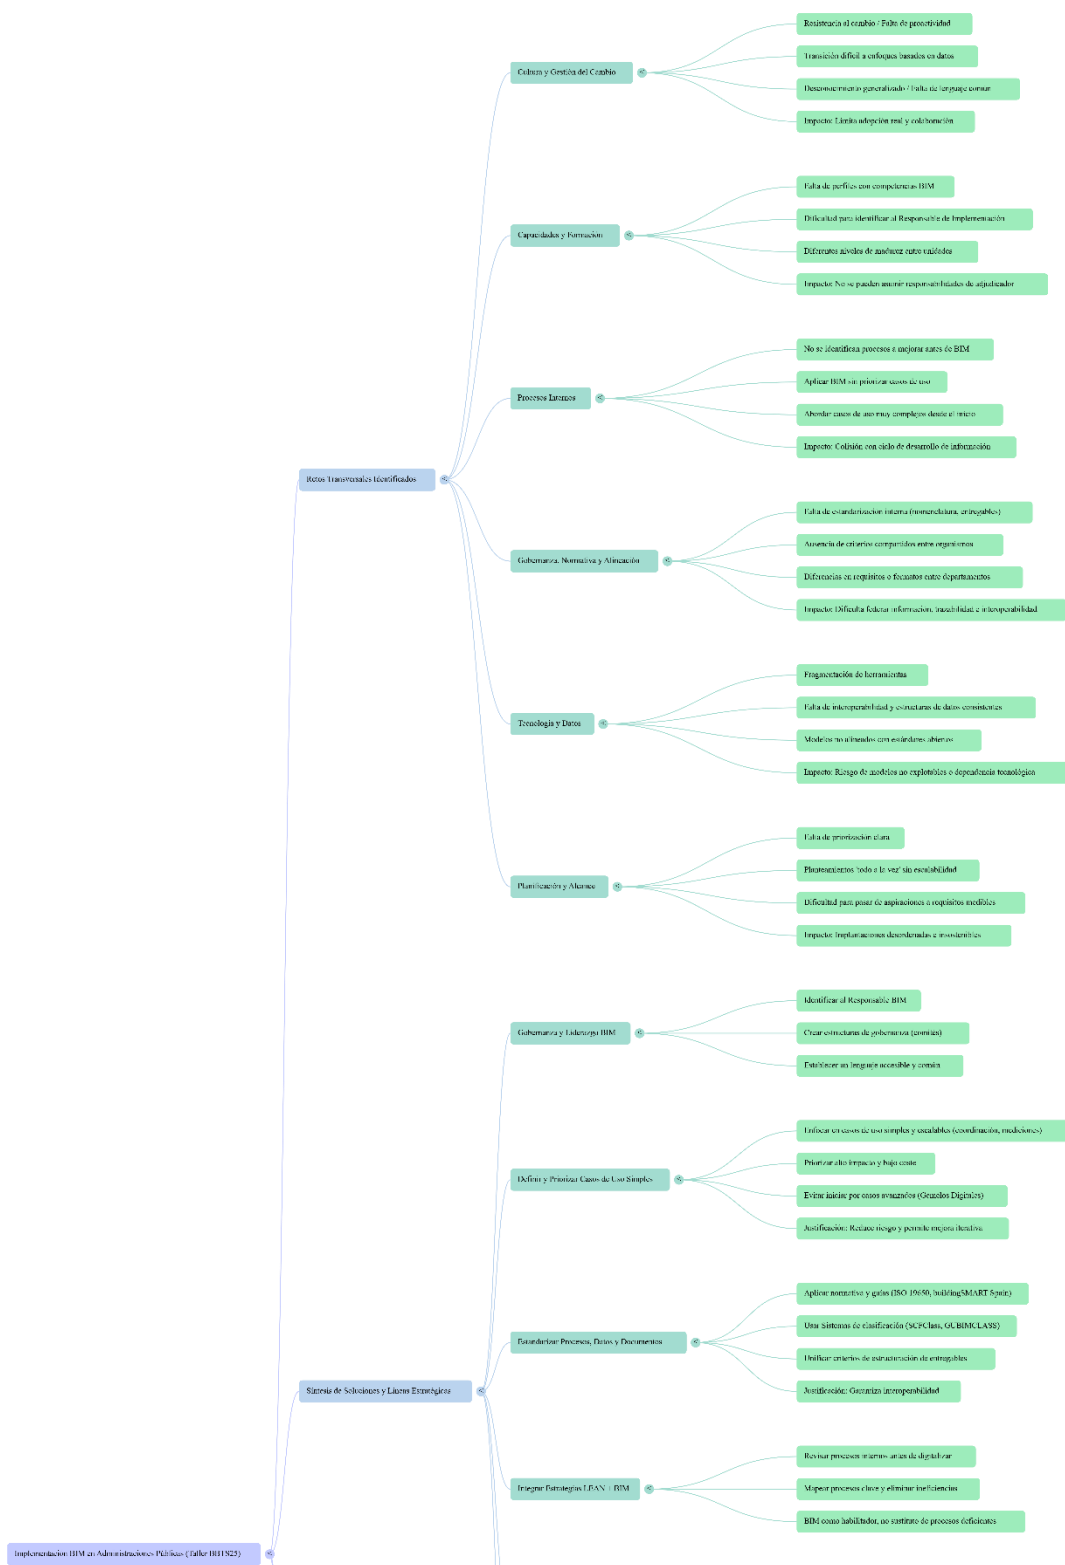 Resistencia al cambio / Falta de proactividad
Transición difícil a enfoques basados en datos
Cultura y Gestión del Cambio
Desconocimiento generalizado / Falta de lenguaje común
Impacto: Limita adopción real y colaboración
Falta de perfiles con competencias BIM
Dificultad para identificar al Responsable de Implementación
Capacidades y Formación
Diferentes niveles de madurez entre unidades
Impacto: No se pueden asumir responsabilidades de adjudicador
No se identifican procesos a mejorar antes de BIM
Aplicar BIM sin priorizar casos de uso
Procesos Internos
Abordar casos de uso muy complejos desde el inicio
Impacto: Colisión con ciclo de desarrollo de información
Retos Transversales Identificados
Falta de estandarización interna (nomenclatura, entregables)
Ausencia de criterios compartidos entre organismos
Gobernanza, Normativa y Alineación
Diferencias en requisitos o formatos entre departamentos
Impacto: Dificulta federar información, trazabilidad e interoperabilidad
Fragmentación de herramientas
Falta de interoperabilidad y estructuras de datos consistentes
Tecnología y Datos
Modelos no alineados con estándares abiertos
Impacto: Riesgo de modelos no explotables o dependencia tecnológica
Falta de priorización clara
Planteamientos 'todo a la vez' sin escalabilidad
Planificación y Alcance
Dificultad para pasar de aspiraciones a requisitos medibles
Impacto: Implantaciones desordenadas e insostenibles
Identificar al Responsable BIM
Gobernanza y Liderazgo BIM
Crear estructuras de gobernanza (comités)
Establecer un lenguaje accesible y común
Enfocar en casos de uso simples y escalables (coordinación, mediciones)
Priorizar alto impacto y bajo coste
Definir y Priorizar Casos de Uso Simples
Evitar iniciar por casos avanzados (Gemelos Digitales)
Justificación: Reduce riesgo y permite mejora iterativa
Aplicar normativa y guías (ISO 19650, buildingSMART Spain)
Usar Sistemas de clasificación (SCFClass, GUBIMCLASS)
Estandarizar Procesos, Datos y Documentos
Unificar criterios de estructuración de entregables
Síntesis de Soluciones y Líneas Estratégicas
Justificación: Garantiza interoperabilidad
Revisar procesos internos antes de digitalizar
Integrar Estrategias LEAN + BIM
Mapear procesos clave y eliminar ineficiencias
BIM como habilitador, no sustituto de procesos deficientes
Implementación BIM en Administraciones Públicas (Taller BIHTS25)